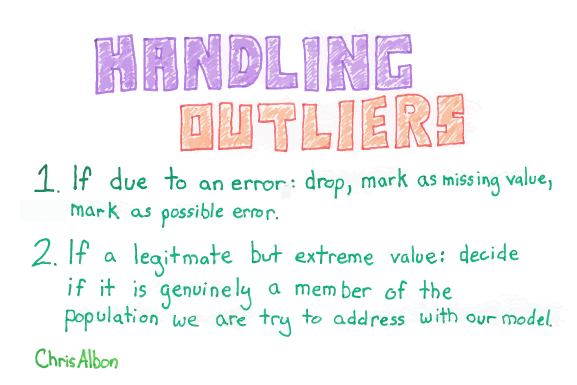 HANDLING
OUTLIERS
1. If due to an error: drop, mark as missing value,
mark as possible error.
2. If a legitmate but extreme value: decide
if it is genuinely a member of the
population we are try to address with our model.
ChrisAlbon